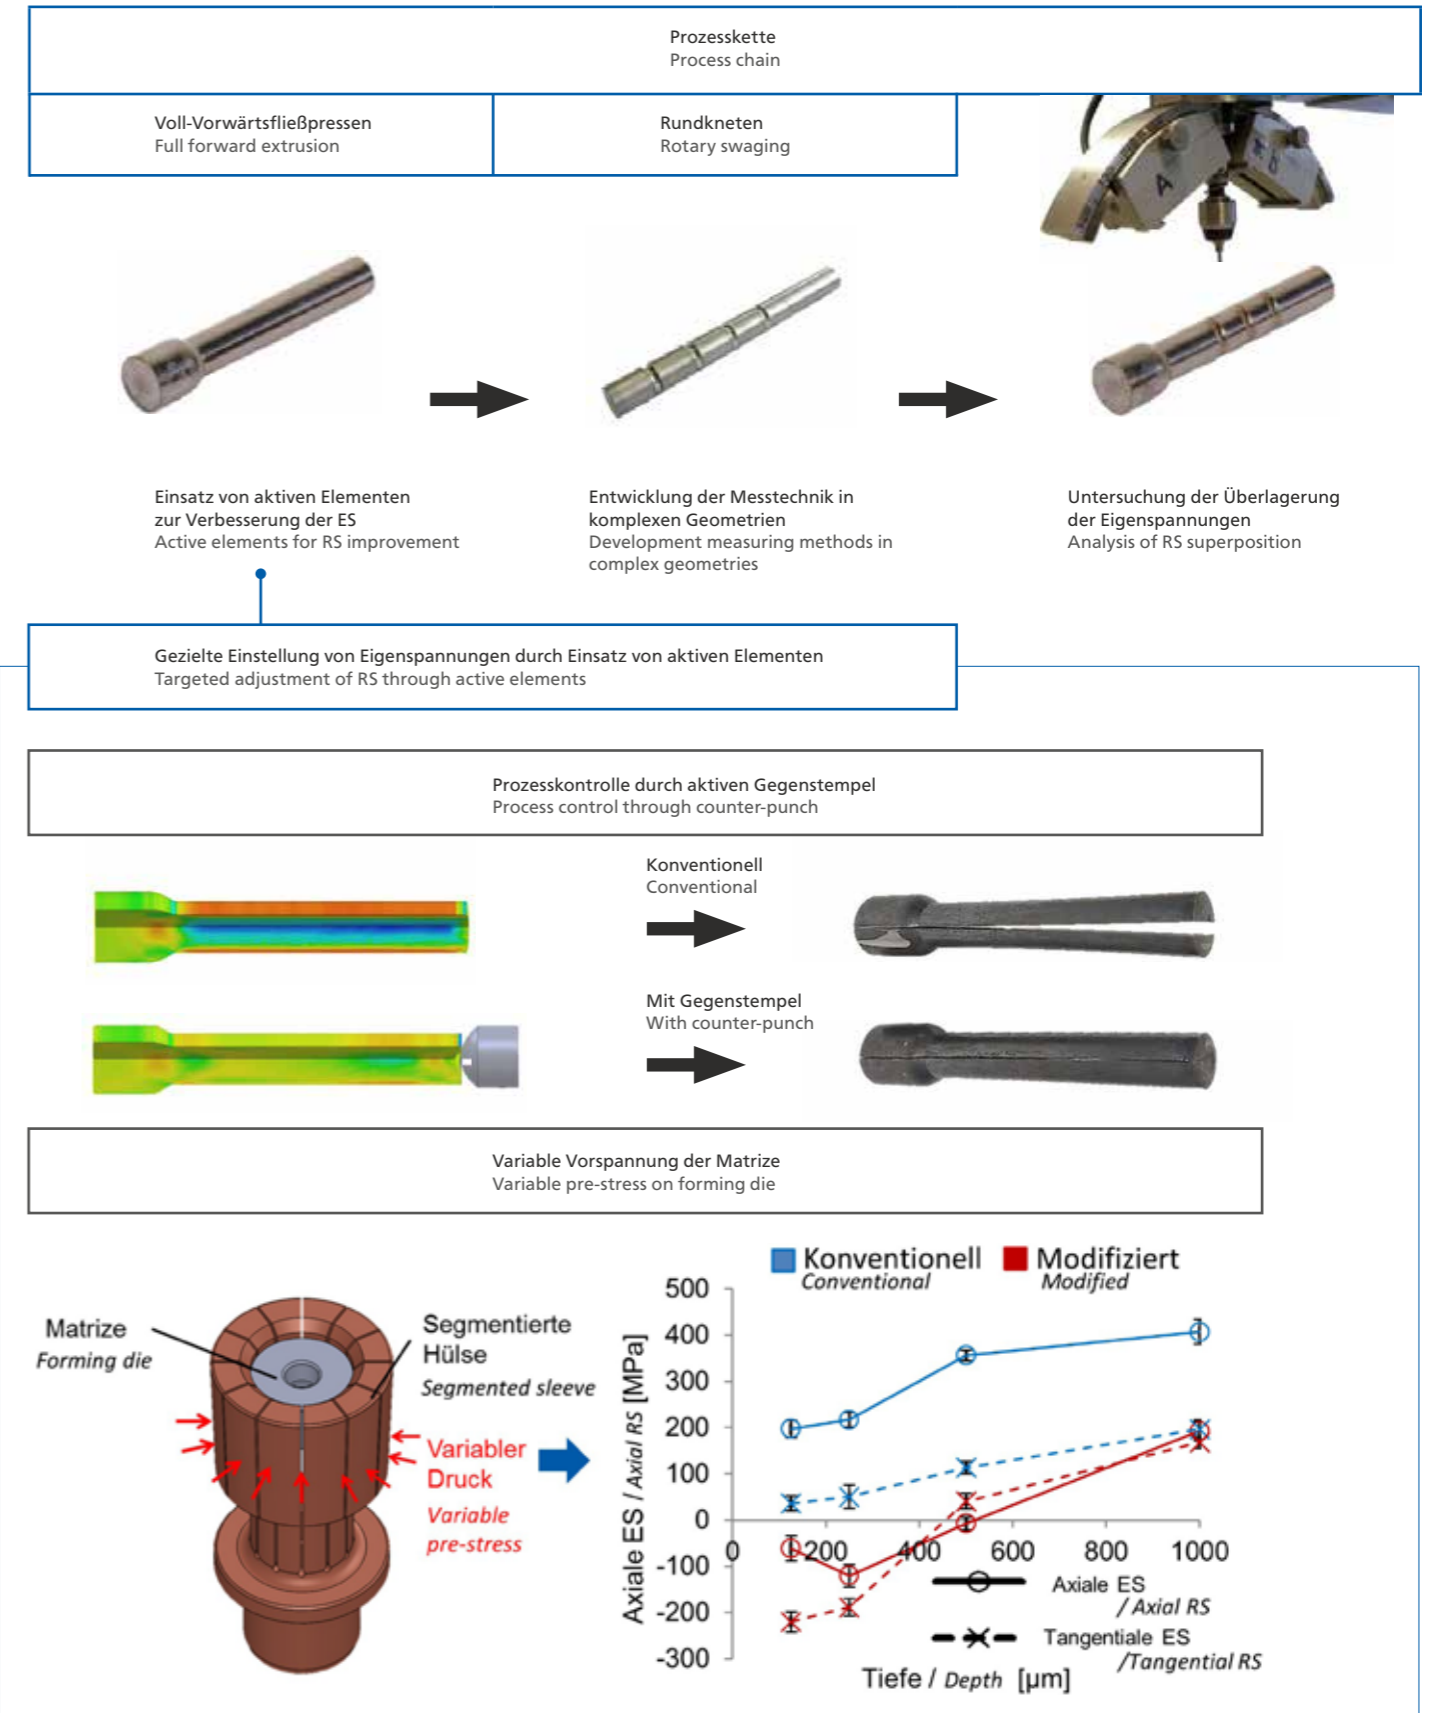 Prozesskette
Process chain
Voll-Vorwärtsfließpressen
Full forward extrusion
Rundkneten
Rotary swaging
A
Einsatz von aktiven Elementen
zur Verbesserung der ES
Active elements for RS improvement
Entwicklung der Messtechnik in
komplexen Geometrien
Development measuring methods in
complex geometries
Untersuchung der Überlagerung
der Eigenspannungen
Analysis of RS superposition
Gezielte Einstellung von Eigenspannungen durch Einsatz von aktiven Elementen
Targeted adjustment of RS through active elements
Prozesskontrolle durch aktiven Gegenstempel
Process control through counter-punch
Konventionell
Conventional
Mit Gegenstempel
With counter-punch
Variable Vorspannung der Matrize
Variable pre-stress on forming die
Matrize
Forming die
Segmentierte
Hülse
Segmented sleeve
Variabler
Druck
Variable
pre-stress
Konventionell
Conventional
Modifiziert
Modified
Axiale ES / Axial RS [MPa]
500
400
300
200
100
0
-100
-200
-300
0 200 400 600 800 1000
Axiale ES
/ Axial RS
Tangentiale ES
/Tangential RS
Tiefe / Depth [µm]